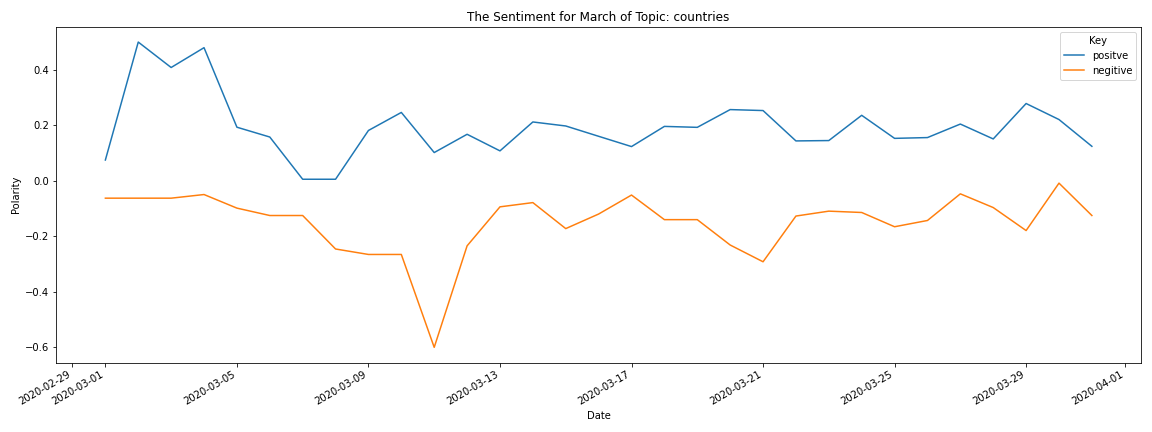 The Sentiment for March of Topic: countries
Key
positve
negitive
Polarity
0.4
0.2
0.0
−0.2
−0.4
−0.6
2020-02-29
2020-03-01
2020-03-05
2020-03-09
2020-03-13
2020-03-17
2020-03-21
2020-03-25
2020-03-29
2020-04-01
Date